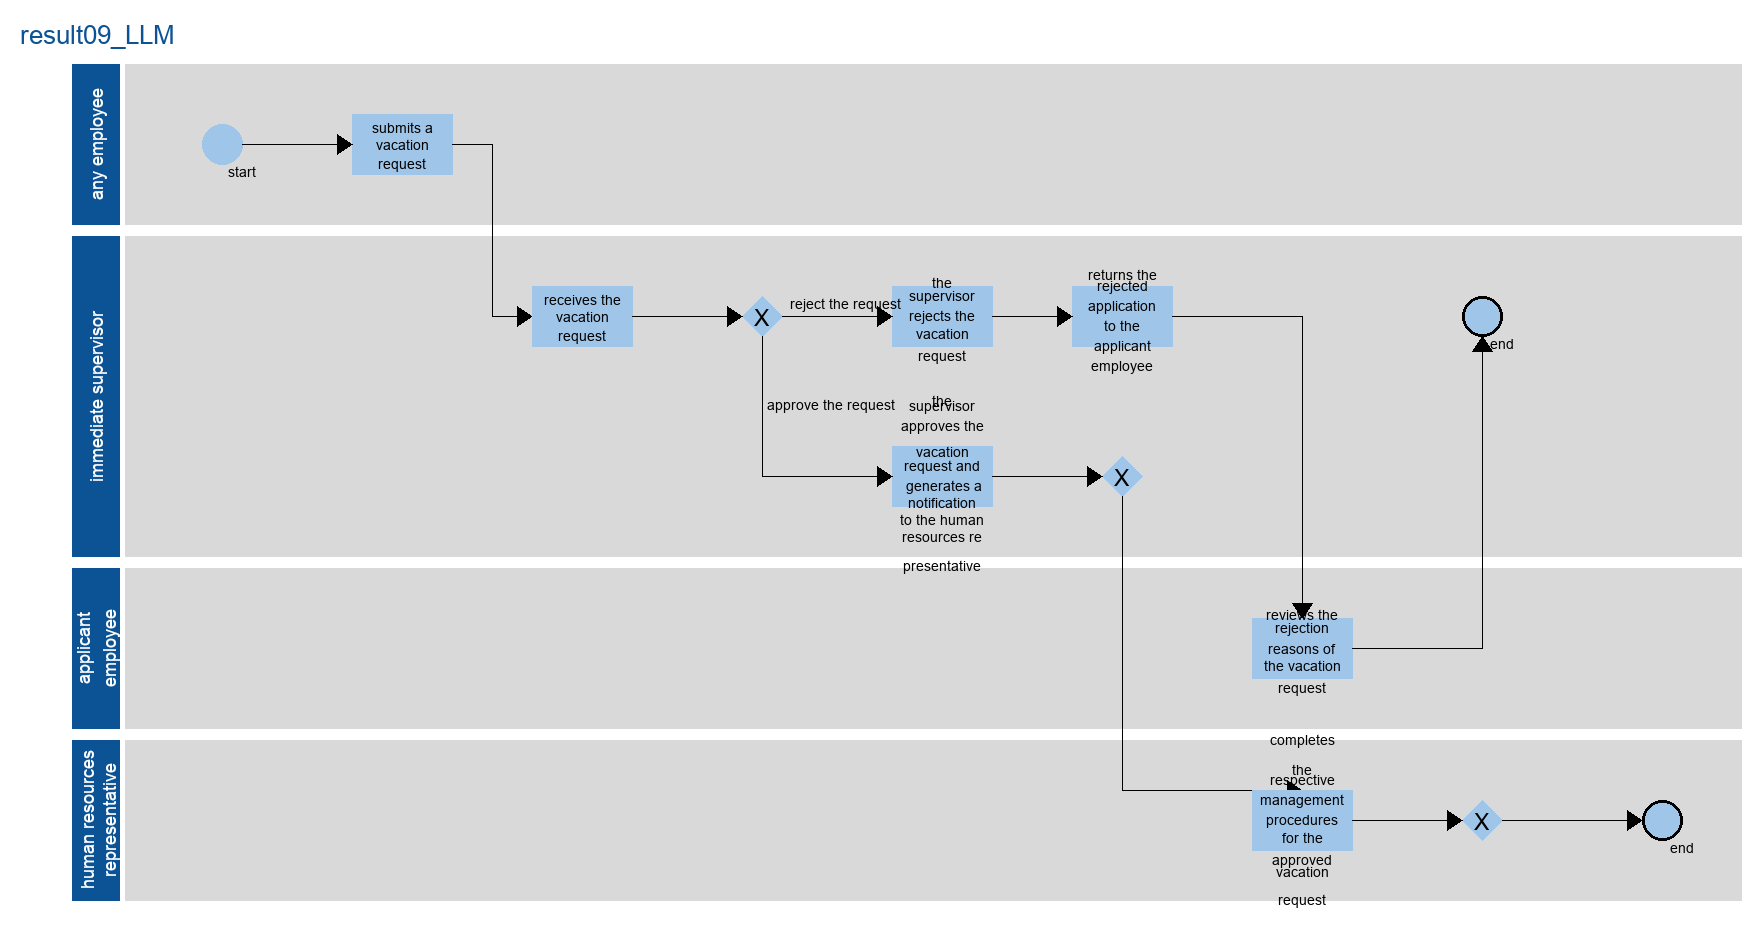 result09_LLM
any employee
start
submits a
vacation
request
immediate supervisor
receives the
vacation
request
X
reject the request
approve the request
the
supervisor
rejects the
vacation
request
returns the
rejected
application
to the
applicant
employee
end
the
supervisor
approves the
vacation
request and
generates a
notification
to the human
resources re
presentative
X
applicant
employee
reviews the
rejection
reasons of
the vacation
request
human resources
representative
completes
the
respective
management
procedures
for the
approved
vacation
request
X
end